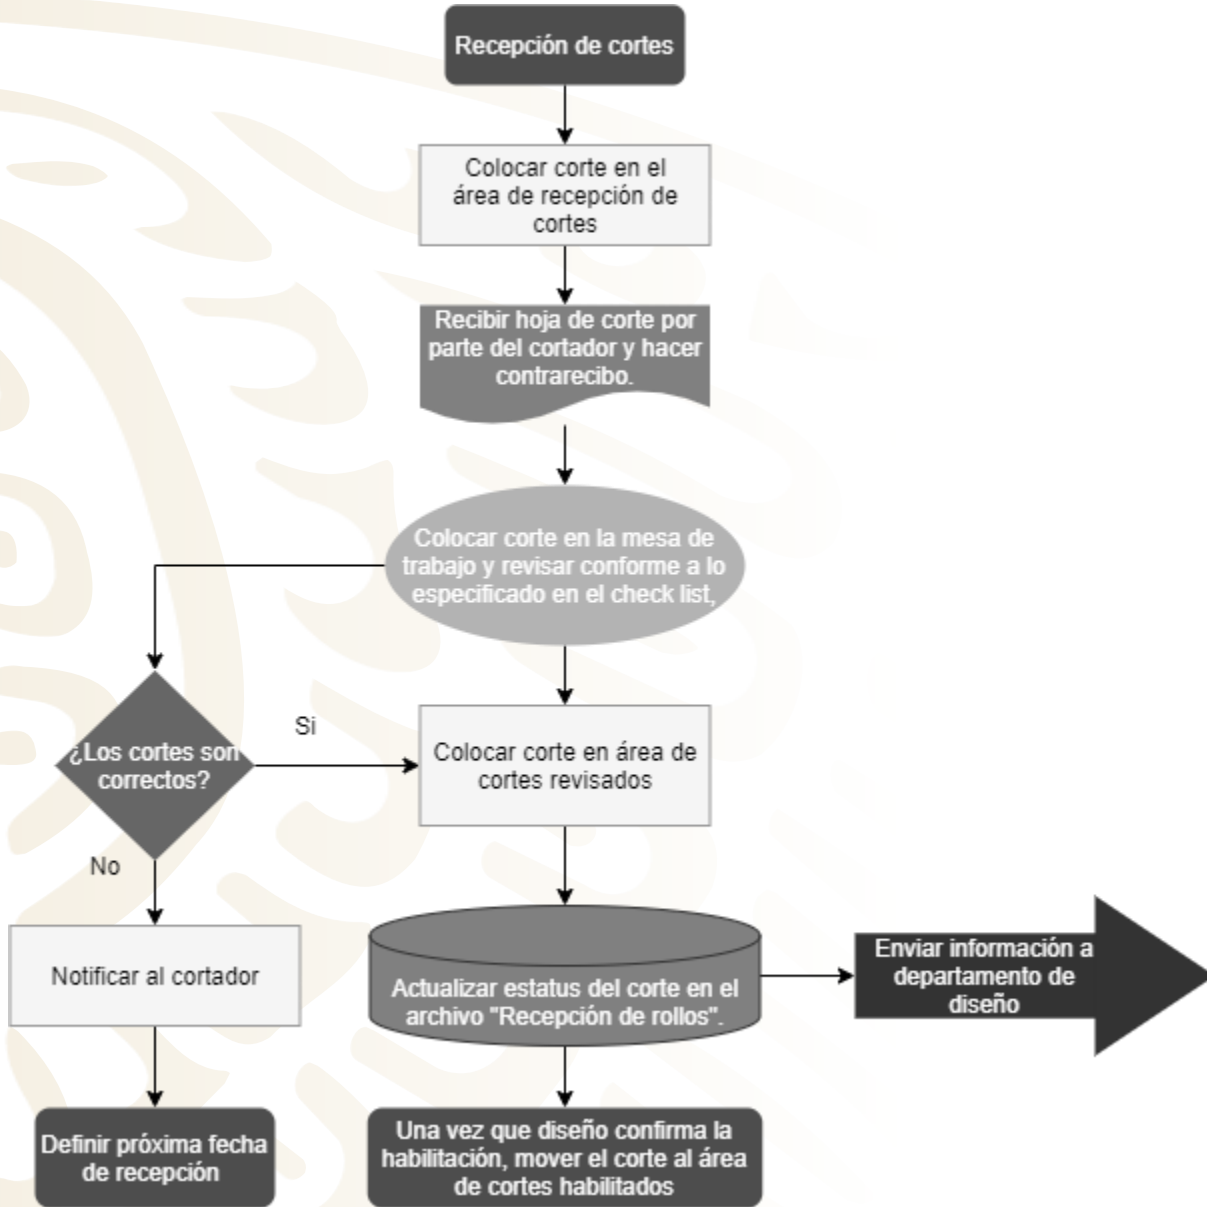 Recepción de cortes
Colocar corte en el
área de recepción de
cortes
Recibir hoja de corte por
parte del cortador y hacer
contrarecibo.
Colocar corte en la mesa de
trabajo y revisar conforme a lo
especificado en el check list,
¿Los cortes son
correctos?
Si
Colocar corte en área de
cortes revisados
No
Notificar al cortador
Actualizar estatus del corte en el
archivo "Recepción de rollos".
Enviar información a
departamento de
diseño
Definir próxima fecha
de recepción
Una vez que diseño confirma la
habilitación, mover el corte al área
de cortes habilitados